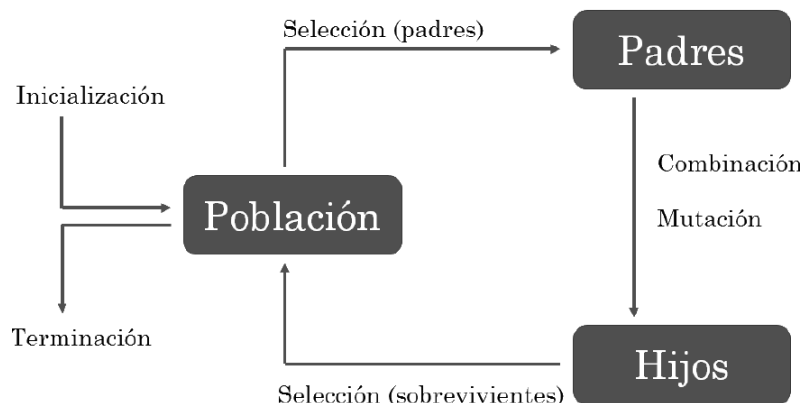 Selección (padres)
Padres
Inicialización
Combinación
Población
Mutación
Terminación
Hijos
Selección (sobrevivientes)